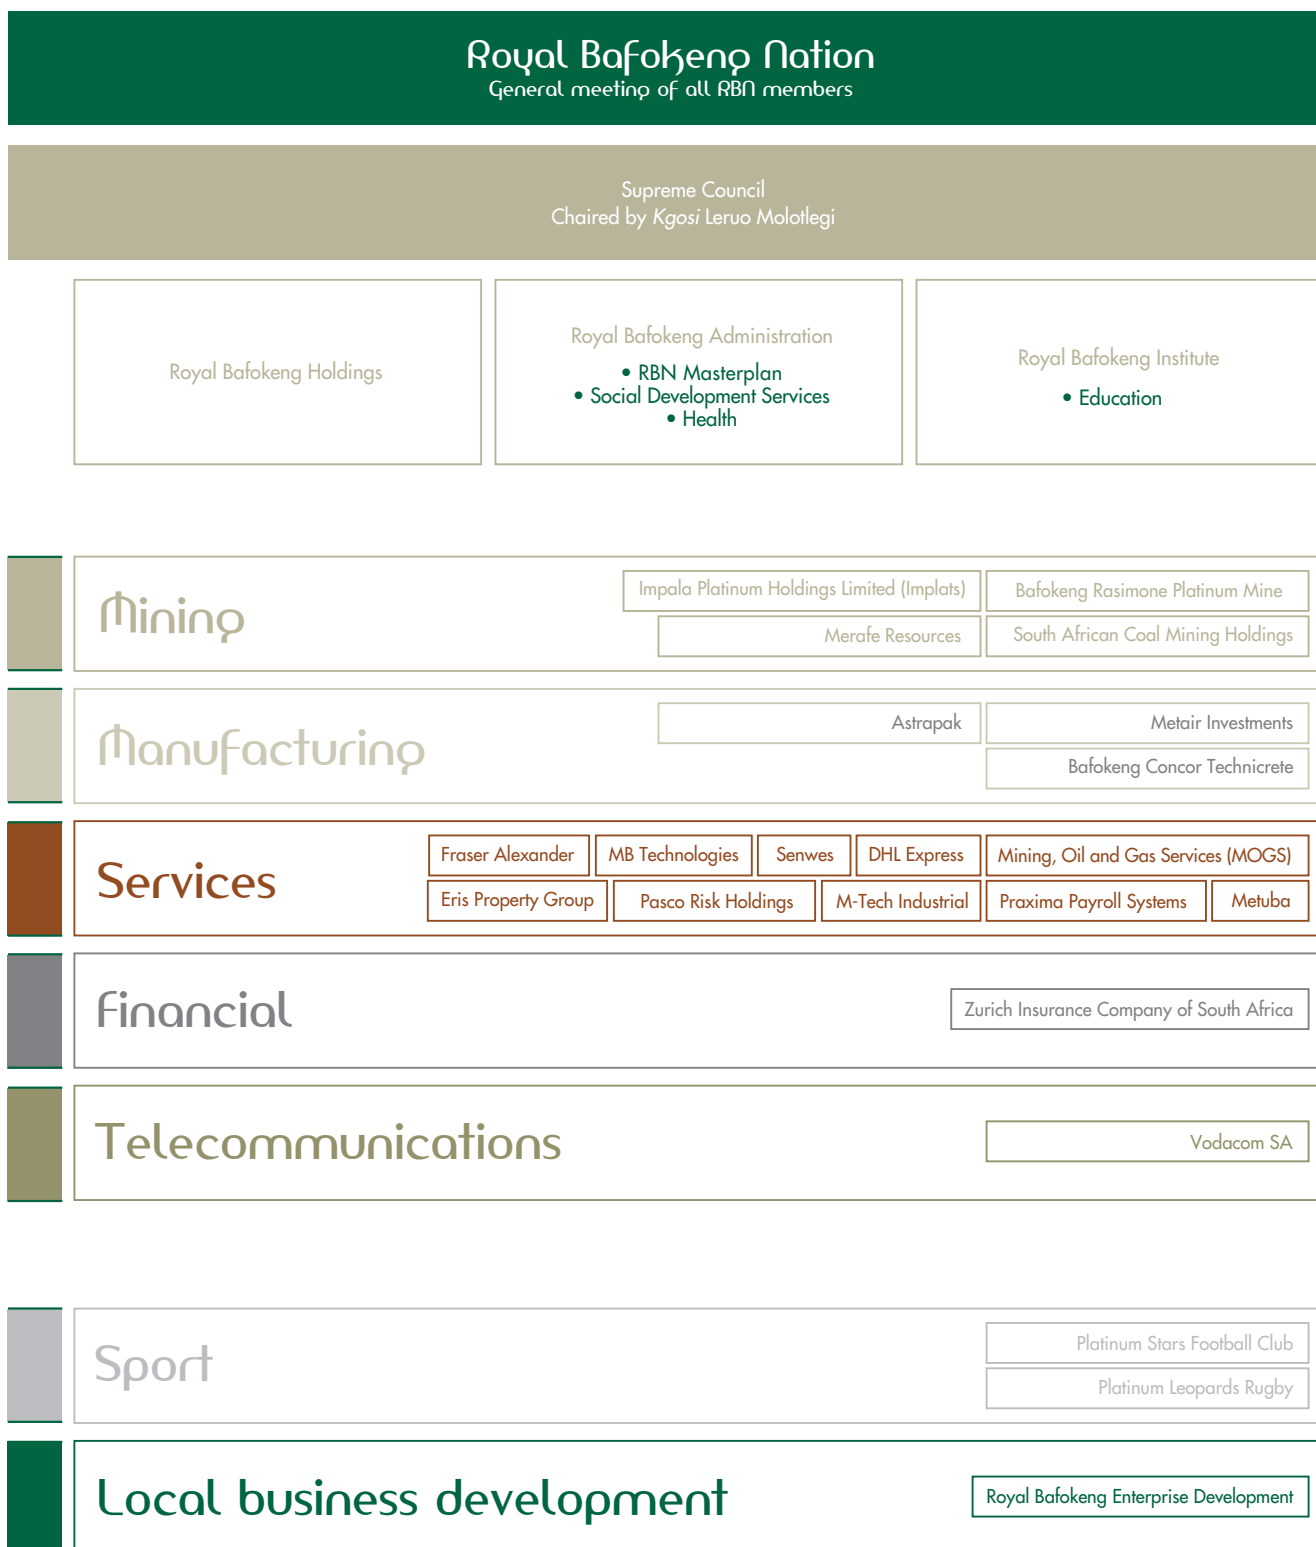 Royal Bafokeng Nation
General meeting of all RBN members
Supreme Council
Chaired by Kgosi Leruo Molotlegi
Royal Bafokeng Holdings
Royal Bafokeng Administration
• RBN Masterplan
• Social Development Services
• Health
Royal Bafokeng Institute
• Education
Mining
Impala Platinum Holdings Limited (Implats)
Bafokeng Rasimone Platinum Mine
Merafe Resources
South African Coal Mining Holdings
Manufacturing
Astrapak
Metair Investments
Bafokeng Concor Technicrete
Services
Fraser Alexander
MB Technologies
Senwes
DHL Express
Mining, Oil and Gas Services (MOGS)
Eris Property Group
Pasco Risk Holdings
M-Tech Industrial
Praxima Payroll Systems
Metuba
Financial
Zurich Insurance Company of South Africa
Telecommunications
Vodacom SA
Sport
Platinum Stars Football Club
Platinum Leopards Rugby
Local business development
Royal Bafokeng Enterprise Development